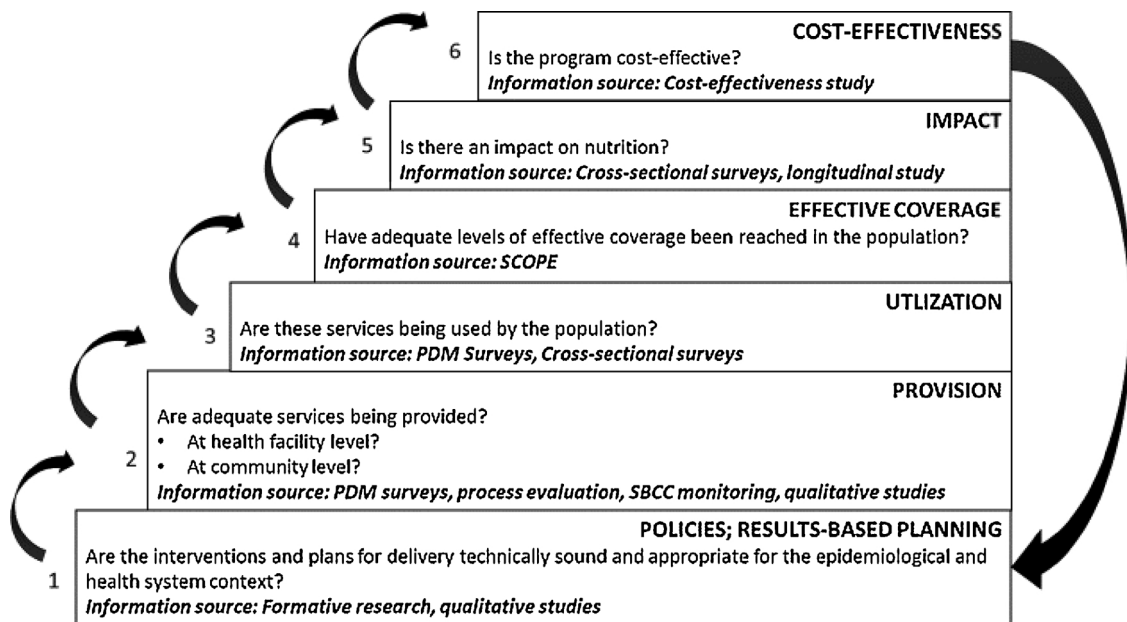 COST-EFFECTIVENESS
6
Is the program cost-effective?
Information source: Cost-effectiveness study
IMPACT
5
Is there an impact on nutrition?
Information source: Cross-sectional surveys, longitudinal study
EFFECTIVE COVERAGE
4
Have adequate levels of effective coverage been reached in the population?
Information source: SCOPE
UTLIZATION
3
Are these services being used by the population?
Information source: PDM Surveys, Cross-sectional surveys
PROVISION
2
Are adequate services being provided?
• At health facility level?
• At community level?
Information source: PDM surveys, process evaluation, SBCC monitoring, qualitative studies
POLICIES; RESULTS-BASED PLANNING
1
Are the interventions and plans for delivery technically sound and appropriate for the epidemiological and
health system context?
Information source: Formative research, qualitative studies